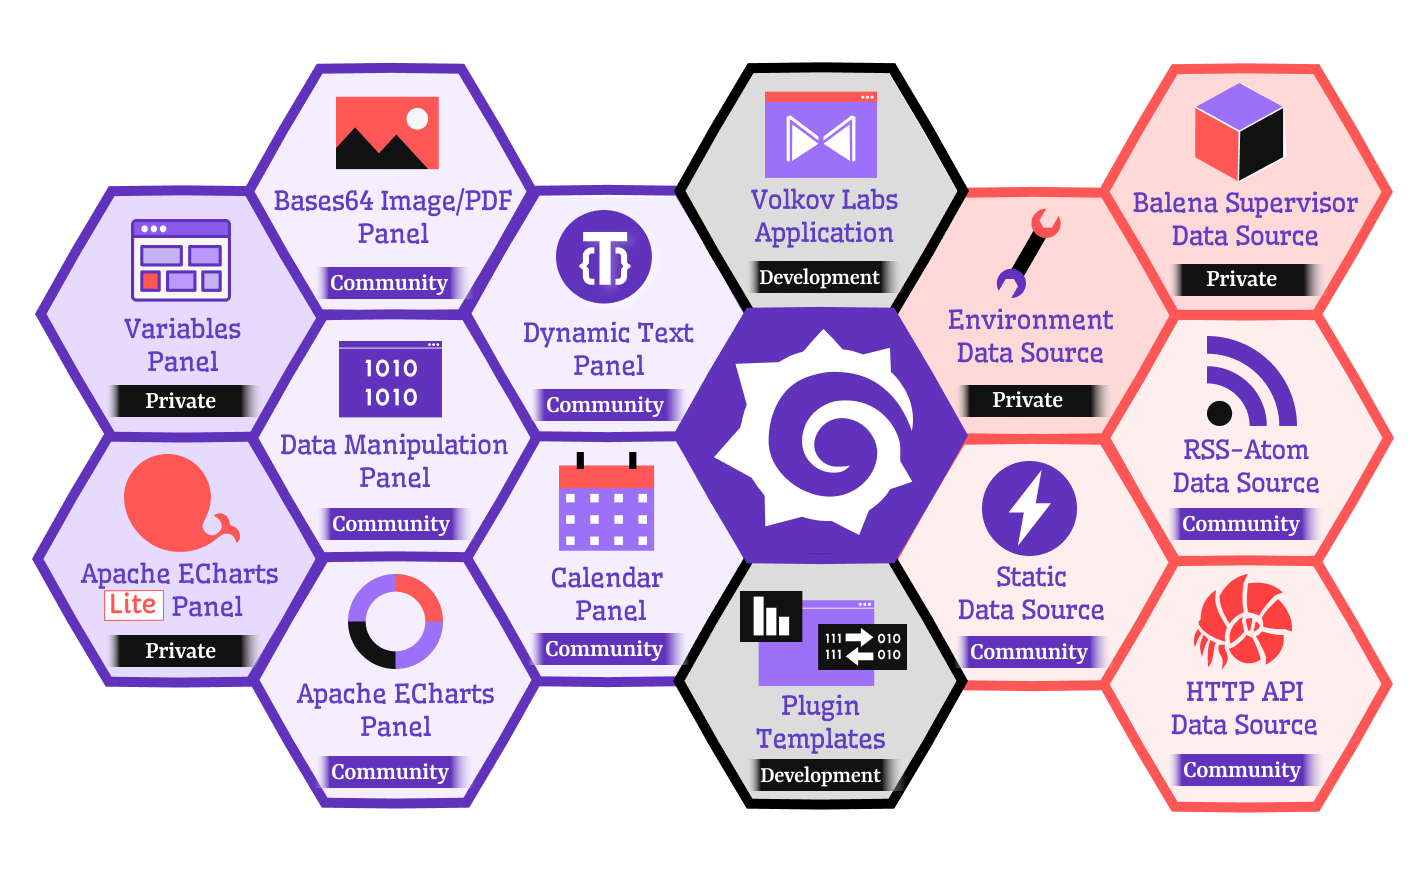 Bases64 Image/PDF
Panel
Community
Variables
Panel
Private
Dynamic Text
Panel
Community
1010
1010
Data Manipulation
Panel
Community
Apache ECharts
Lite Panel
Private
Calendar
Panel
Community
Apache ECharts
Panel
Community
Volkov Labs
Application
Development
111 010
111 010
Plugin
Templates
Development
Environment
Data Source
Private
Balena Supervisor
Data Source
Private
RSS-Atom
Data Source
Community
Static
Data Source
Community
HTTP API
Data Source
Community